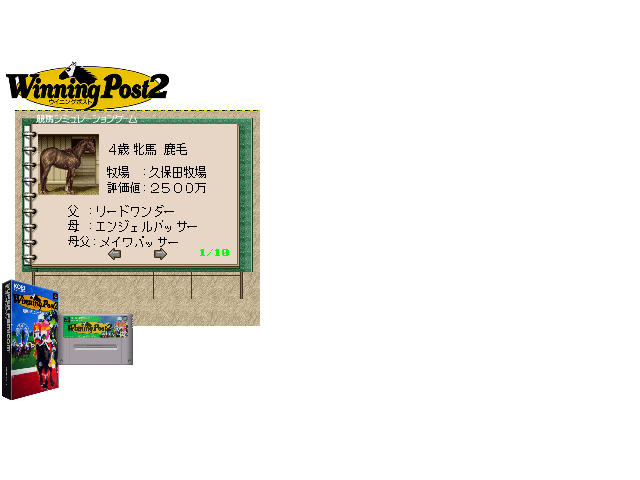 Winning Post 2
ウイニングポスト
競馬シミュレーションゲーム
4歳 牝馬 鹿毛
牧場 :久保田牧場
評価値:2500万
父 :リードワンダー
母 :エンジェルパッサー
母父:メイワパッサー
1/10
KOEI
Winning Post 2
Winning Post 2